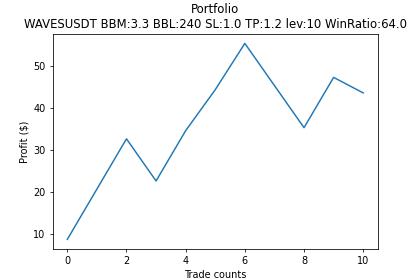 Portfolio
WAVESUSDT BBM:3.3 BBL:240 SL:1.0 TP:1.2 lev:10 WinRatio:64.0
50
40
30
20
10
Profit ($)
0 2 4 6 8 10
Trade counts